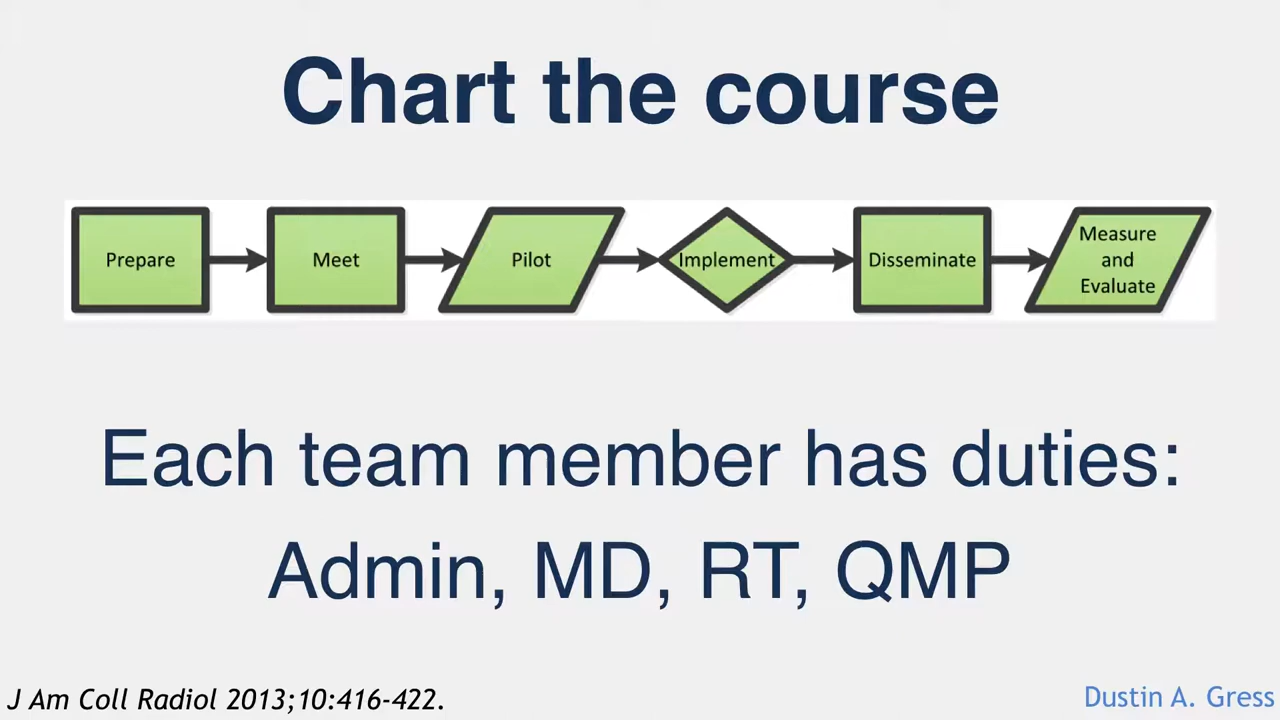 Chart the course
Prepare
Meet
Pilot
Implement
Disseminate
Measure
and
Evaluate
Each team member has duties:
Admin, MD, RT, QMP
J Am Coll Radiol 2013;10:416-422.
Dustin A. Gress